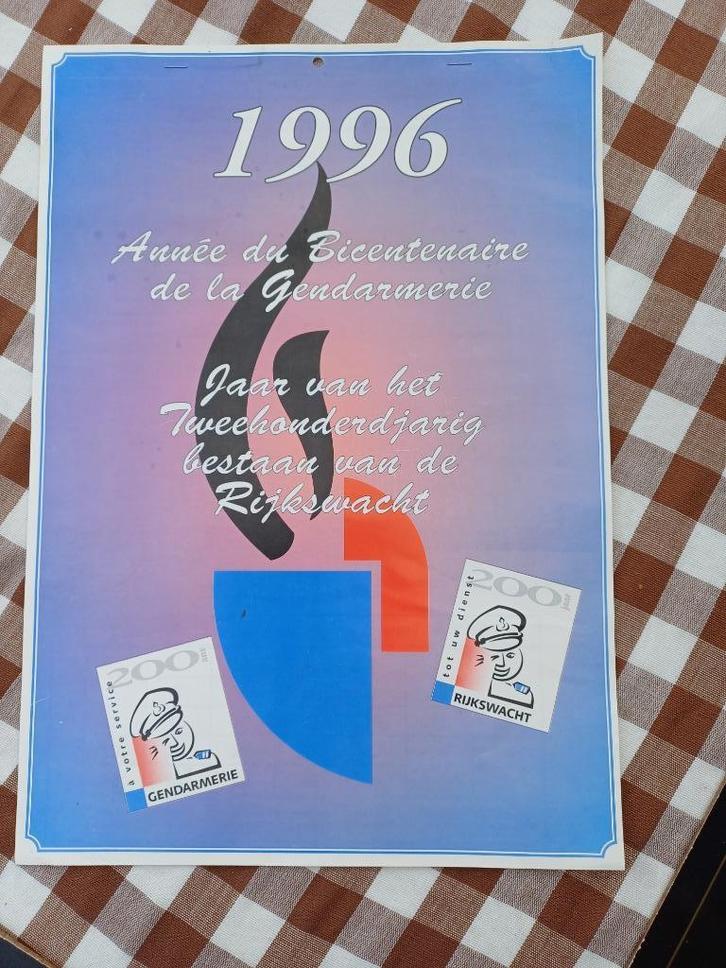 1996
Année du Bicentenaire
de la Gendarmerie
Jaar van het
Tweehonderdjarig
bestaan van de
Rijkswacht
200 jaar
tot uw dienst
RIJKSWACHT
200 ans
à votre service
GENDARMERIE